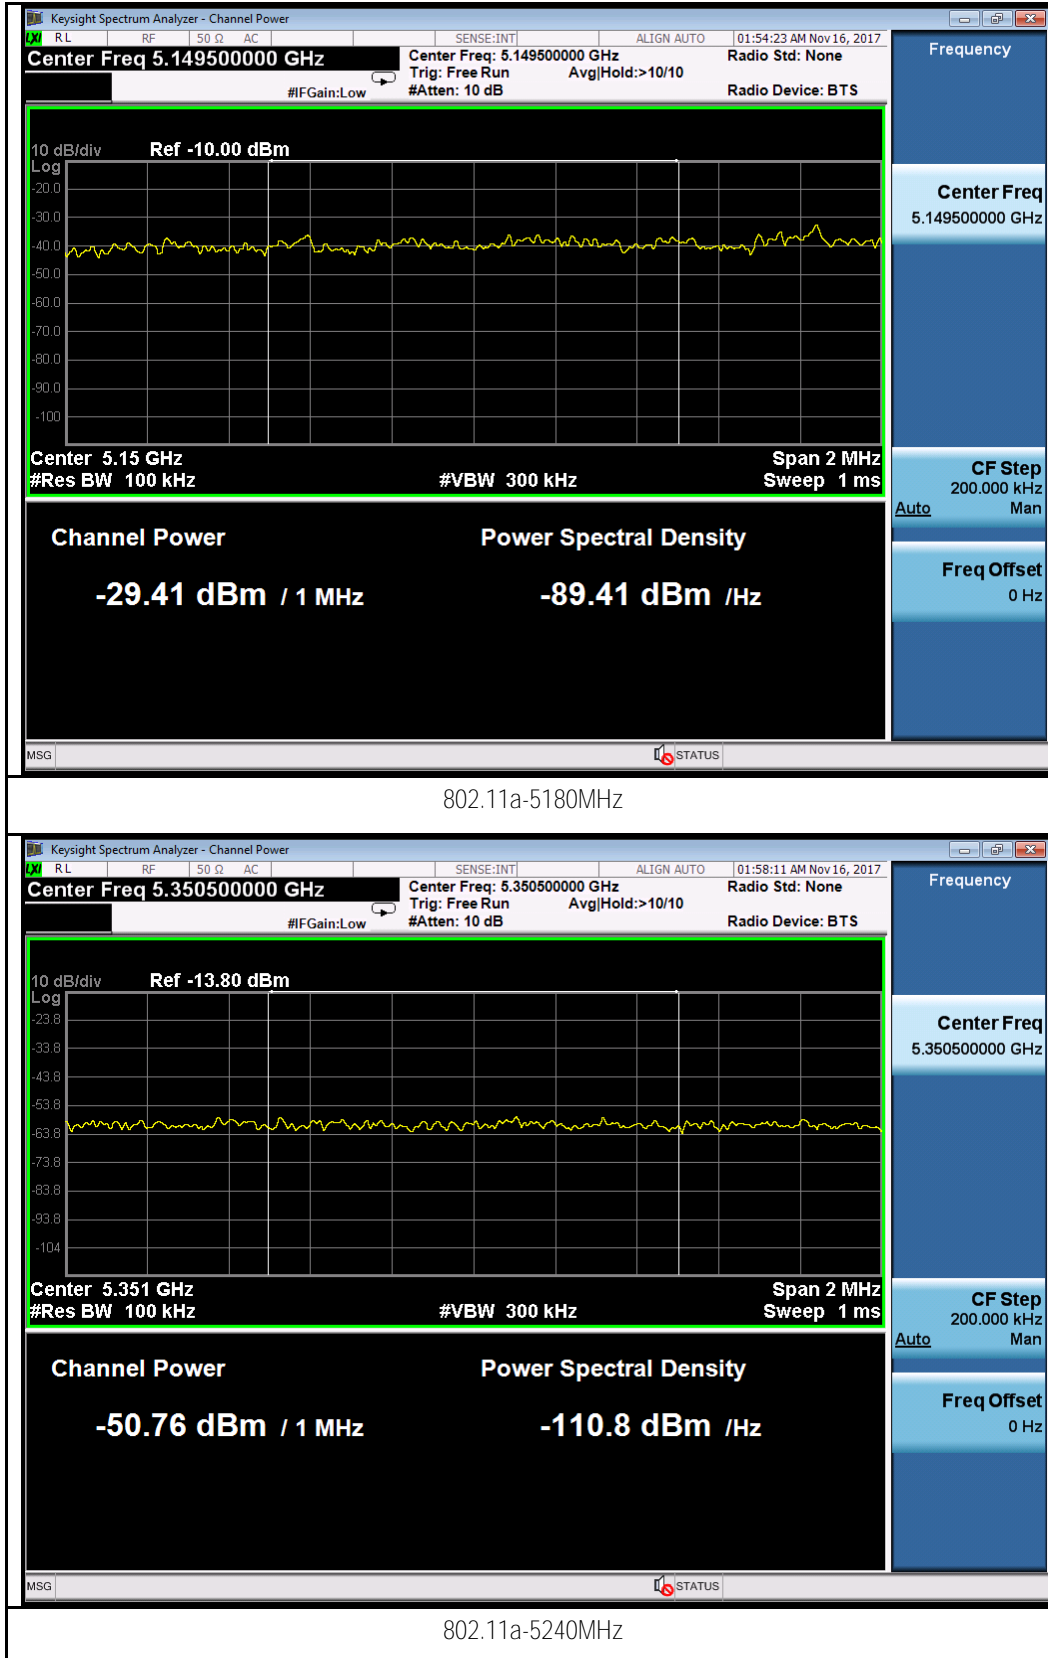 Keysight Spectrum Analyzer - Channel Power
LXI RL RF 50 Ω AC SENSE:INT ALIGN AUTO 01:54:23 AM Nov 16, 2017
Center Freq 5.149500000 GHz
#IFGain:Low
Center Freq: 5.149500000 GHz
Trig: Free Run Avg|Hold:>10/10
#Atten: 10 dB
Radio Std: None
Radio Device: BTS
10 dB/div Ref -10.00 dBm
Log
-20.0
-30.0
-40.0
-50.0
-60.0
-70.0
-80.0
-90.0
-100
Center 5.15 GHz Span 2 MHz
#Res BW 100 kHz #VBW 300 kHz Sweep 1 ms
Channel Power Power Spectral Density
-29.41 dBm / 1 MHz -89.41 dBm /Hz
MSG STATUS
Frequency
Center Freq
5.149500000 GHz
CF Step
200.000 kHz
Auto Man
Freq Offset
0 Hz
802.11a-5180MHz
Keysight Spectrum Analyzer - Channel Power
LXI RL RF 50 Ω AC SENSE:INT ALIGN AUTO 01:58:11 AM Nov 16, 2017
Center Freq 5.350500000 GHz
#IFGain:Low
Center Freq: 5.350500000 GHz
Trig: Free Run Avg|Hold:>10/10
#Atten: 10 dB
Radio Std: None
Radio Device: BTS
10 dB/div Ref -13.80 dBm
Log
-23.8
-33.8
-43.8
-53.8
-63.8
-73.8
-83.8
-93.8
-104
Center 5.351 GHz Span 2 MHz
#Res BW 100 kHz #VBW 300 kHz Sweep 1 ms
Channel Power Power Spectral Density
-50.76 dBm / 1 MHz -110.8 dBm /Hz
MSG STATUS
Frequency
Center Freq
5.350500000 GHz
CF Step
200.000 kHz
Auto Man
Freq Offset
0 Hz
802.11a-5240MHz